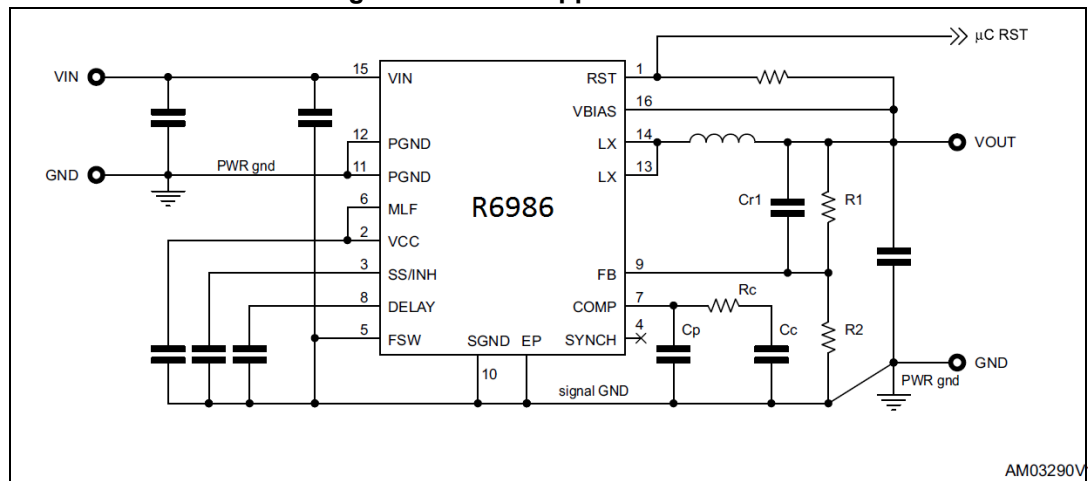 μC RST
VIN
15
VIN
RST
1
VBIAS
16
12
PGND
LX
14
VOUT
GND
PWR gnd
11
PGND
LX
13
6
MLF
R6986
Cr1
R1
2
VCC
3
SS/INH
FB
9
8
DELAY
COMP
7
Rc
5
FSW
SGND
EP
SYNCH
4
Cp
Cc
R2
10
signal GND
GND
PWR gnd
AM03290V